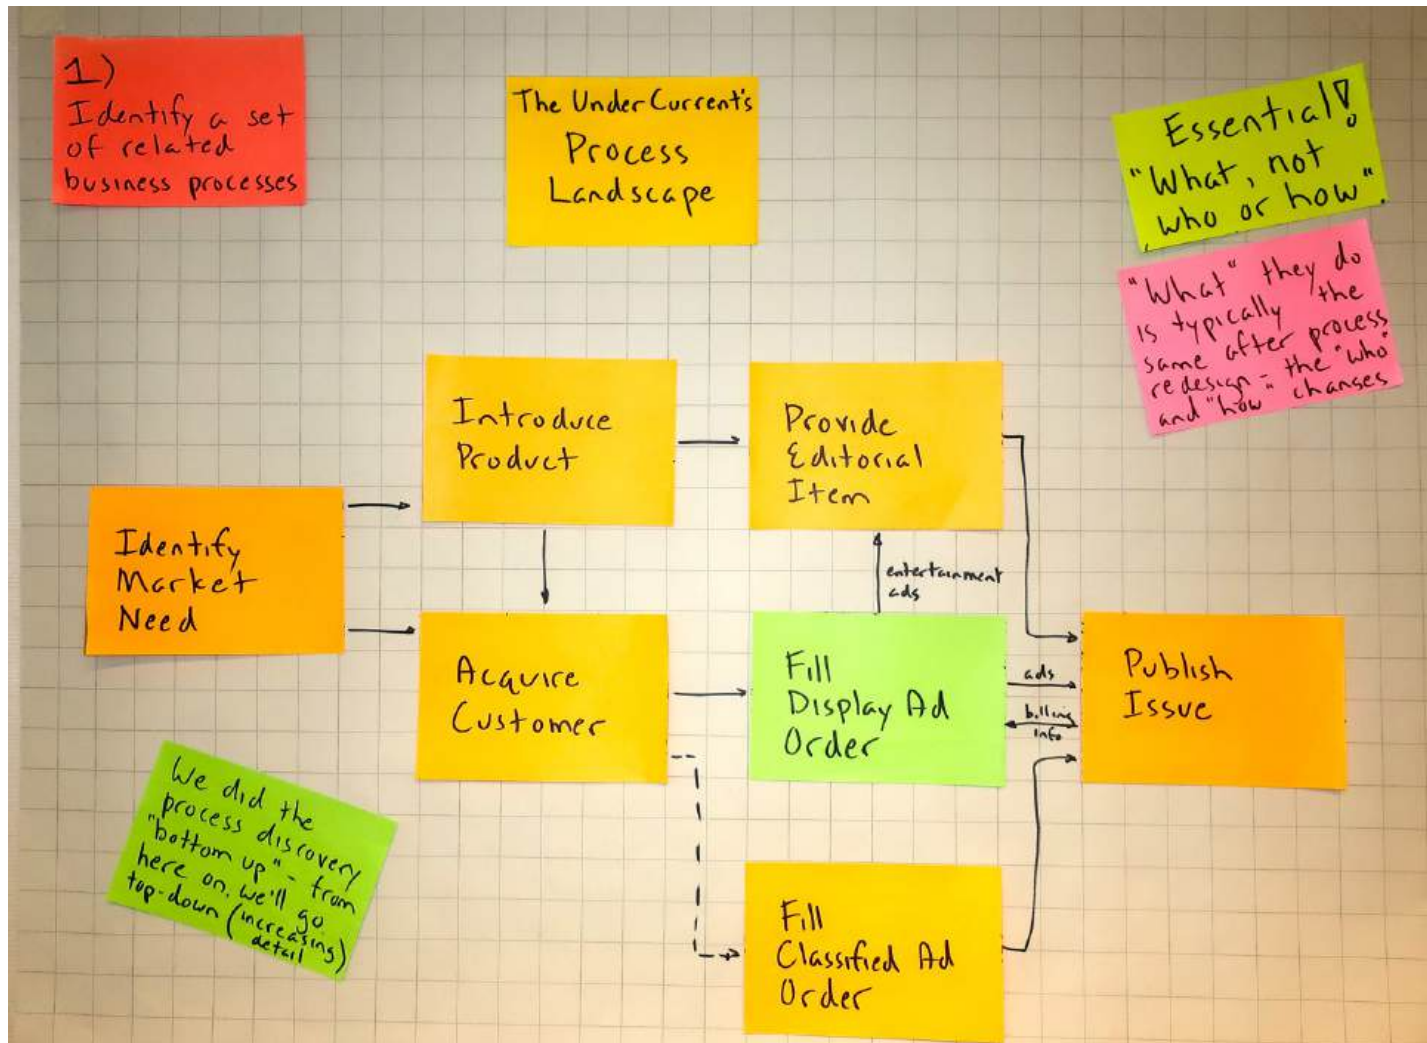 1)
Identify a set
of related
business processes
The UnderCurrent's
Process
Landscape
Essential!
"What, not
who or how"
"What" they do
is typically the
same after process
redesign - the "who"
and "how" changes
Introduce
Product
Provide
Editorial
Item
Identify
Market
Need
entertainment
ads
Acquire
Customer
Fill
Display Ad
Order
ads
billing
info
Publish
Issue
We did the
process discovery
"bottom up" - from
here on, we'll go
top-down (increasing)
detail
Fill
Classified Ad
Order